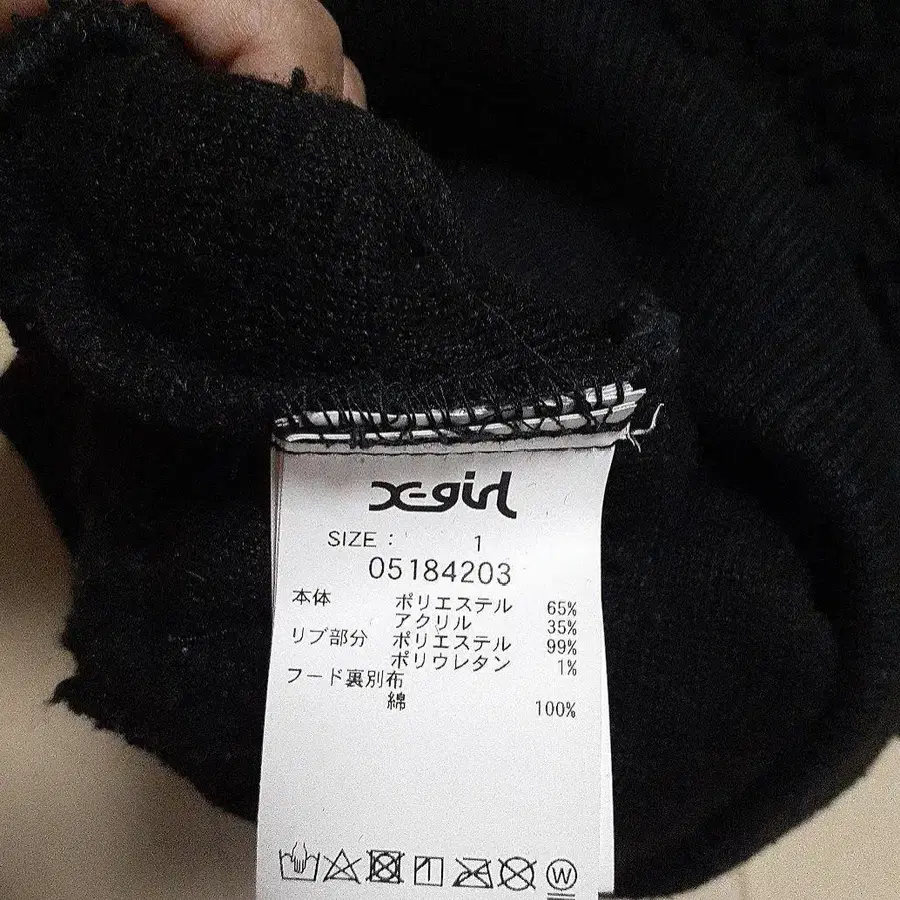 X-girl
SIZE : 1
05184203
本体 ポリエステル 65%
アクリル 35%
リブ部分 ポリエステル 99%
ポリウレタン 1%
フード裏別布
綿 100%
W